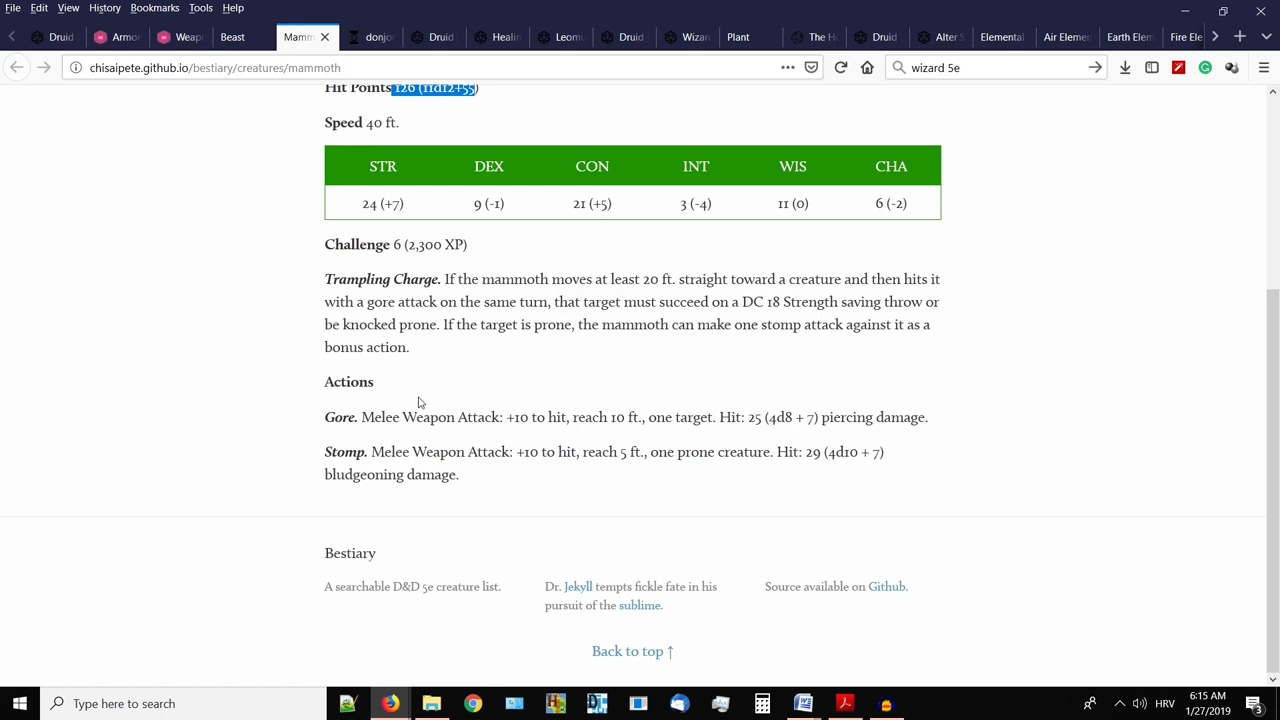 File Edit View History Bookmarks Tools Help
Druid Armor Weap Beast Mamm donjo Druid Healin Leomu Druid Wizar Plant The H Druid Alter S Elemental Air Elemen Earth Elem Fire Ele
chisaipete.github.io/bestiary/creatures/mammoth
wizard 5e
Hit Points 126 (11d12+55)
Speed 40 ft.
STR DEX CON INT WIS CHA
24 (+7) 9 (-1) 21 (+5) 3 (-4) 11 (0) 6 (-2)
Challenge 6 (2,300 XP)
Trampling Charge. If the mammoth moves at least 20 ft. straight toward a creature and then hits it
with a gore attack on the same turn, that target must succeed on a DC 18 Strength saving throw or
be knocked prone. If the target is prone, the mammoth can make one stomp attack against it as a
bonus action.
Actions
Gore. Melee Weapon Attack: +10 to hit, reach 10 ft., one target. Hit: 25 (4d8 + 7) piercing damage.
Stomp. Melee Weapon Attack: +10 to hit, reach 5 ft., one prone creature. Hit: 29 (4d10 + 7)
bludgeoning damage.
Bestiary
A searchable D&D 5e creature list.
Dr. Jekyll tempts fickle fate in his
pursuit of the sublime.
Source available on Github.
Back to top ↑
Type here to search
HRV
6:15 AM
1/27/2019
3